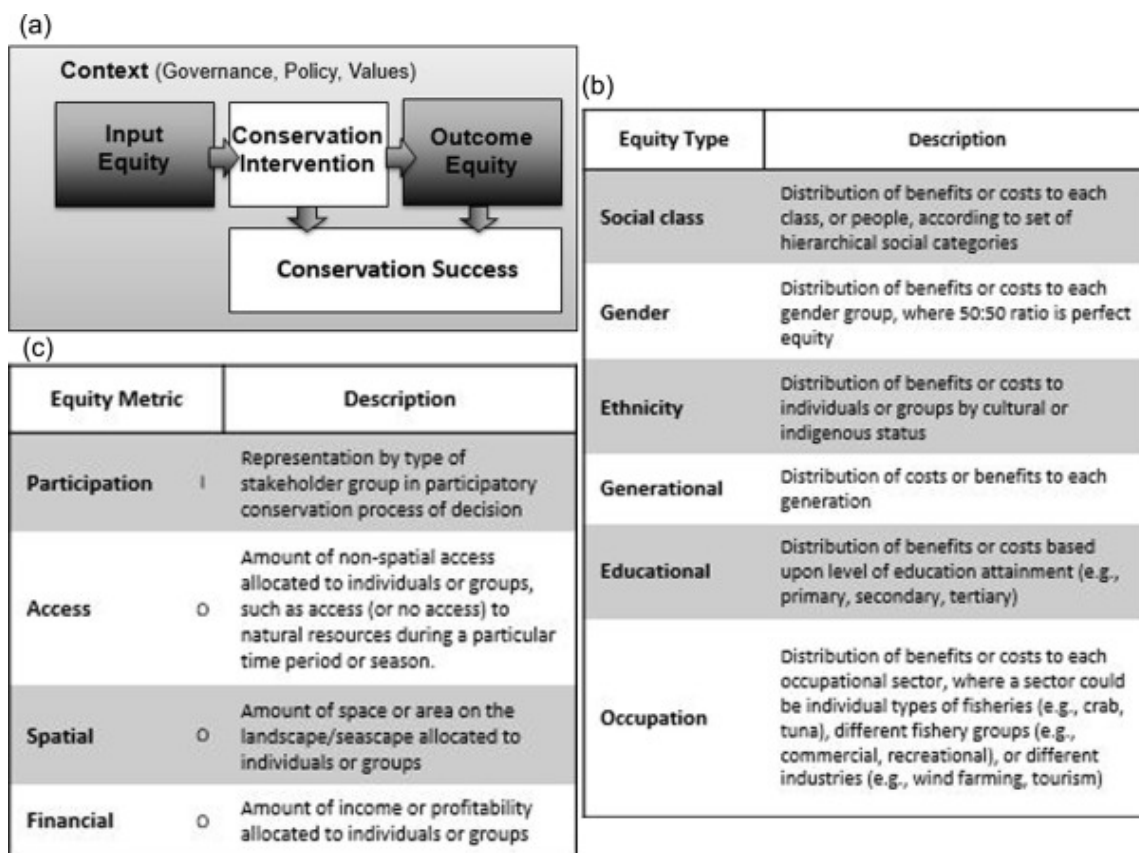 (a)
Context (Governance, Policy, Values)
Input
Equity
Conservation
Intervention
Outcome
Equity
Conservation Success
(b)
Equity Type
Description
Social class
Distribution of benefits or costs to each
class, or people, according to set of
hierarchical social categories
Gender
Distribution of benefits or costs to each
gender group, where 50:50 ratio is perfect
equity
Ethnicity
Distribution of benefits or costs to
individuals or groups by cultural or
indigenous status
Generational
Distribution of costs or benefits to each
generation
Educational
Distribution of benefits or costs based
upon level of education attainment (e.g.,
primary, secondary, tertiary)
Occupation
Distribution of benefits or costs to each
occupational sector, where a sector could
be individual types of fisheries (e.g., crab,
tuna), different fishery groups (e.g.,
commercial, recreational), or different
industries (e.g., wind farming, tourism)
(c)
Equity Metric
Description
Participation I
Representation by type of
stakeholder group in participatory
conservation process of decision
Access O
Amount of non-spatial access
allocated to individuals or groups,
such as access (or no access) to
natural resources during a particular
time period or season.
Spatial O
Amount of space or area on the
landscape/seascape allocated to
individuals or groups
Financial O
Amount of income or profitability
allocated to individuals or groups